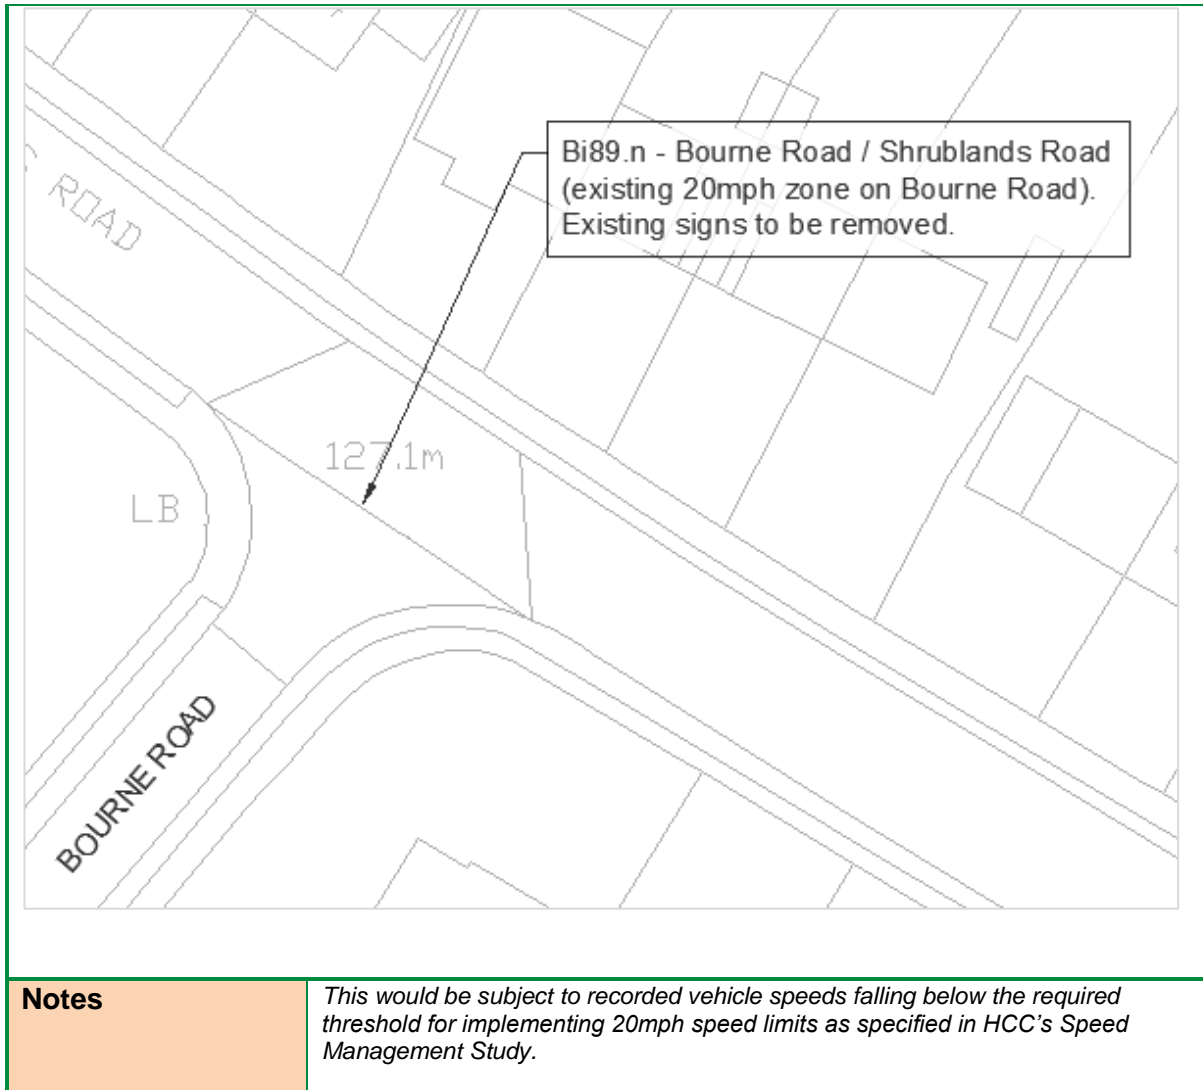 Bi89.n - Bourne Road / Shrublands Road
(existing 20mph zone on Bourne Road).
Existing signs to be removed.
ROAD
127.1m
LB
BOURNE ROAD
Notes
This would be subject to recorded vehicle speeds falling below the required
threshold for implementing 20mph speed limits as specified in HCC's Speed
Management Study.